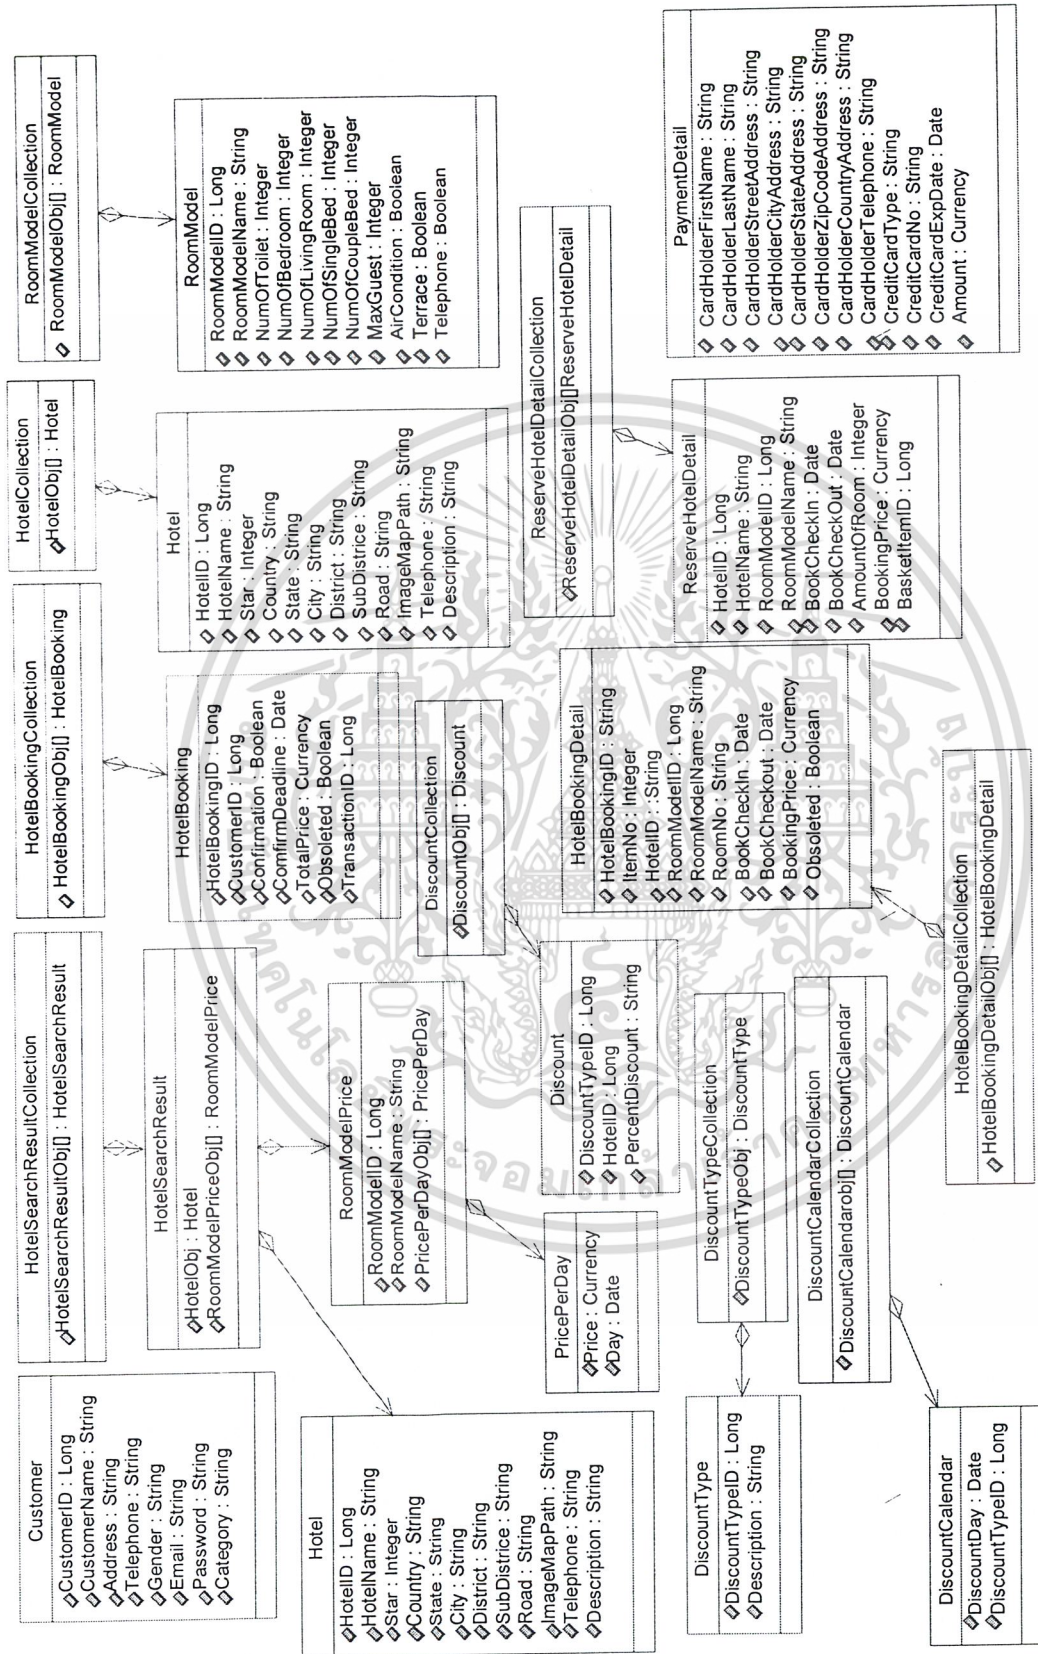 Customer
CustomerID : Long
CustomerName : String
Address : String
Telephone : String
Gender : String
Email : String
Password : String
Category : String
HotelSearchResultCollection
HotelSearchResultObj[] : HotelSearchResult
HotelSearchResult
HotelObj : Hotel
RoomModelPriceObj[] : RoomModelPrice
HotelBookingCollection
HotelBookingObj[] : HotelBooking
HotelBooking
HotelBookingID : Long
CustomerID : Long
Confirmation : Boolean
ComfirmDeadline : Date
TotalPrice : Currency
Obsoleted : Boolean
TransactionID : Long
HotelCollection
HotelObj[] : Hotel
Hotel
HotelID : Long
HotelName : String
Star : Integer
Country : String
State : String
City : String
District : String
SubDistrice : String
Road : String
ImageMapPath : String
Telephone : String
Description : String
RoomModelCollection
RoomModelObj[] : RoomModel
RoomModel
RoomModelID : Long
RoomModelName : String
NumOfToilet : Integer
NumOfBedroom : Integer
NumOfLivingRoom : Integer
NumOfSingleBed : Integer
NumOfCoupleBed : Integer
MaxGuest : Integer
AirCondition : Boolean
Terrace : Boolean
Telephone : Boolean
Hotel
HotelID : Long
HotelName : String
Star : Integer
Country : String
State : String
City : String
District : String
SubDistrice : String
Road : String
ImageMapPath : String
Telephone : String
Description : String
RoomModelPrice
RoomModelID : Long
RoomModelName : String
PricePerDayObj[] : PricePerDay
DiscountCollection
DiscountObj[] : Discount
ReserveHotelDetailCollection
ReserveHotelDetailObj[]ReserveHotelDetail
PricePerDay
Price : Currency
Day : Date
Discount
DiscountTypeID : Long
HotelID : Long
PercentDiscount : String
HotelBookingDetail
HotelBookingID : String
ItemNo : Integer
HotelID : String
RoomModelID : Long
RoomModelName : String
RoomNo : String
BookCheckIn : Date
BookCheckout : Date
BookingPrice : Currency
Obsoleted : Boolean
ReserveHotelDetail
HotelID : Long
HotelName : String
RoomModelID : Long
RoomModelName : String
BookCheckIn : Date
BookCheckOut : Date
AmountOfRoom : Integer
BookingPrice : Currency
BasketItemID : Long
PaymentDetail
CardHolderFirstName : String
CardHolderLastName : String
CardHolderStreetAddress : String
CardHolderCityAddress : String
CardHolderStateAddress : String
CardHolderZipCodeAddress : String
CardHolderCountryAddress : String
CardHolderTelephone : String
CreditCardType : String
CreditCardNo : String
CreditCardExpDate : Date
Amount : Currency
DiscountType
DiscountTypeID : Long
Description : String
DiscountTypeCollection
DiscountTypeObj : DiscountType
DiscountCalendarCollection
DiscountCalendarobj[] : DiscountCalendar
DiscountCalendar
DiscountDay : Date
DiscountTypeID : Long
HotelBookingDetailCollection
HotelBookingDetailObj[] : HotelBookingDetail